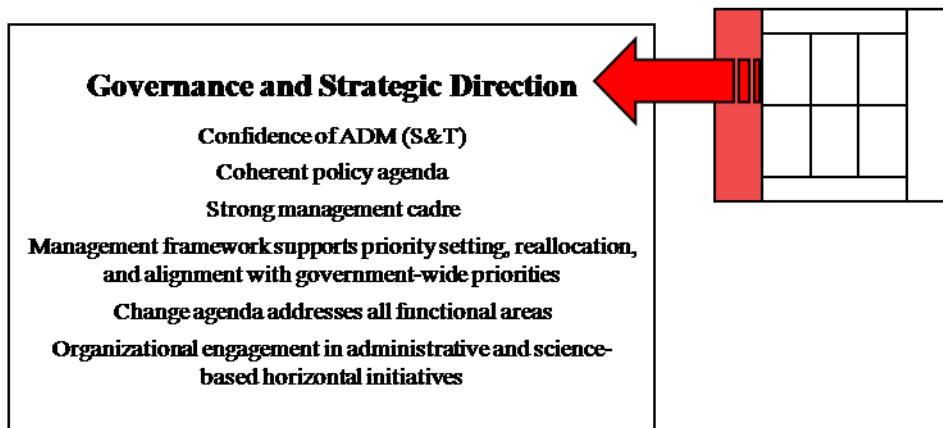 Governance and Strategic Direction
Confidence of ADM (S&T)
Coherent policy agenda
Strong management cadre
Management framework supports priority setting, reallocation,
and alignment with government-wide priorities
Change agenda addresses all functional areas
Organizational engagement in administrative and science-
based horizontal initiatives